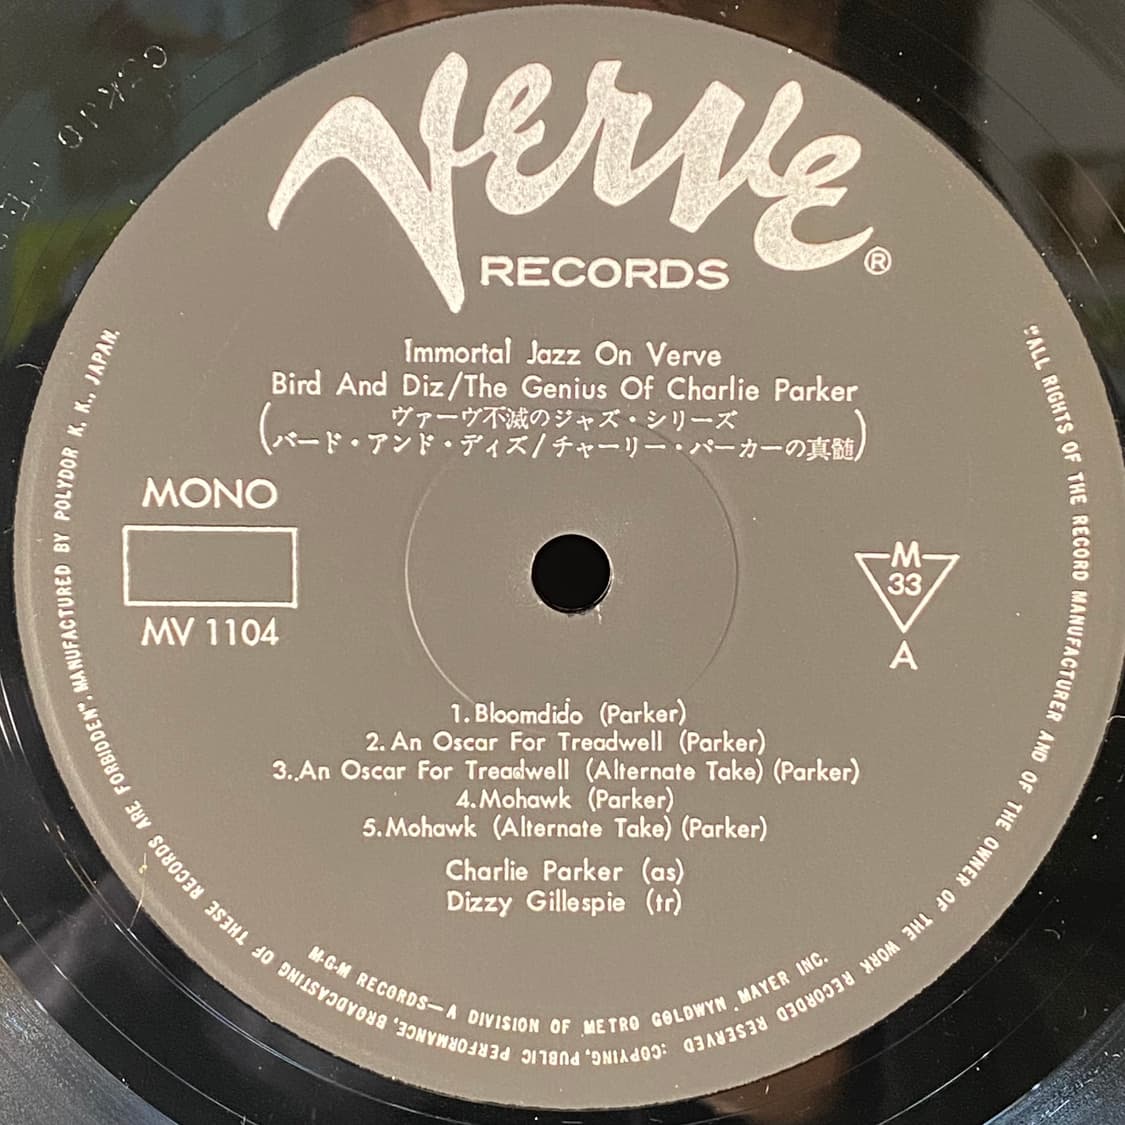 Verve
RECORDS ®
Immortal Jazz On Verve
Bird And Diz/The Genius Of Charlie Parker
(ヴァーヴ不滅のジャズ・シリーズ
バード・アンド・ディズ/チャーリー・パーカーの真髄)
MONO
MV 1104
M
33
A
1. Bloomdido (Parker)
2. An Oscar For Treadwell (Parker)
3..An Oscar For Treadwell (Alternate Take) (Parker)
4. Mohawk (Parker)
5. Mohawk (Alternate Take) (Parker)
Charlie Parker (as)
Dizzy Gillespie (tr)
M-G-M RECORDS—A DIVISION OF METRO GOLDWYN.MAYER INC.
"ALL RIGHTS OF THE RECORD MANUFACTURER AND OF THE OWNER OF THE WORK RECORDED RESERVED :COPYING, PUBLIC PERFORMANCE, BROADCASTING OF THESE RECORDS ARE FORBIDDEN", MANUFACTURED BY POLYDOR K. K., JAPAN.